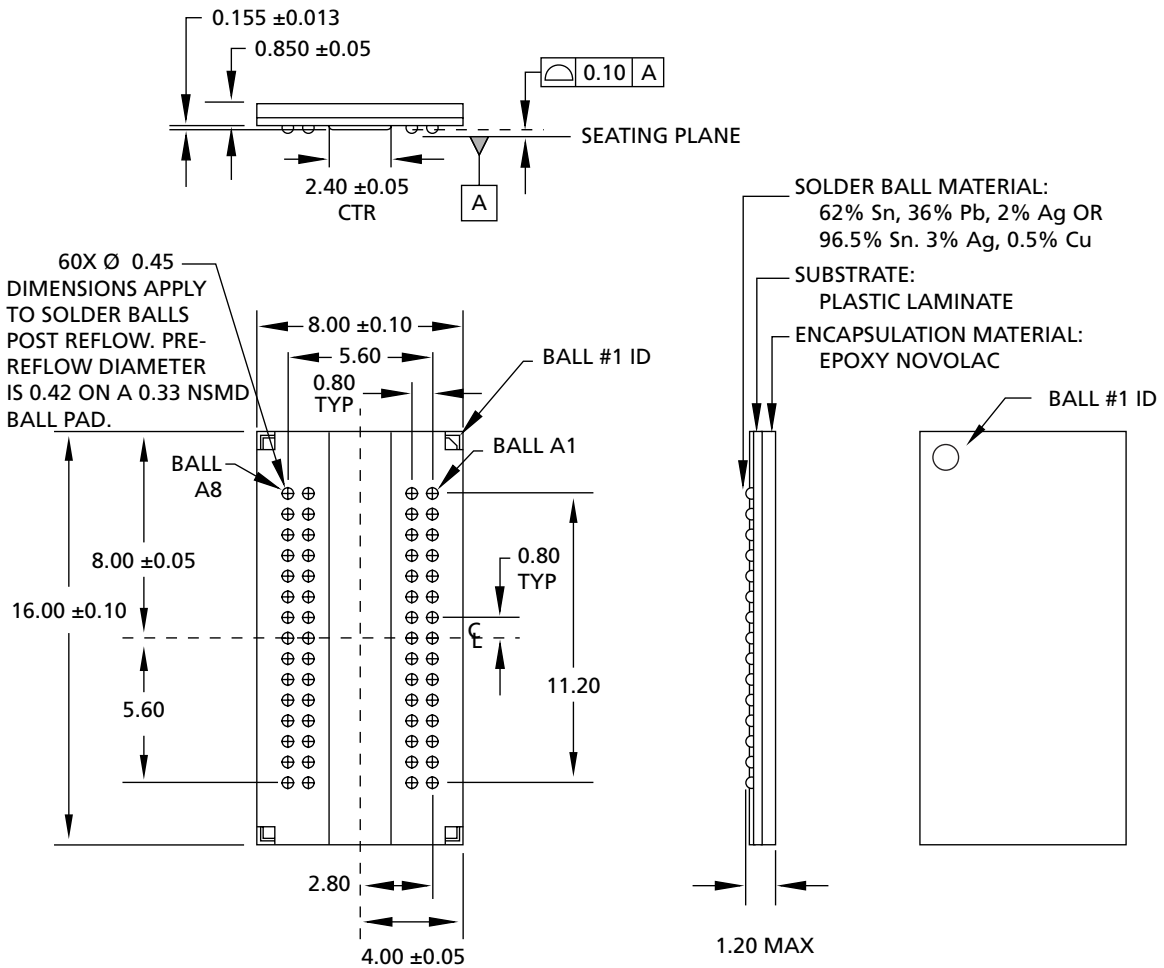 0.155 ±0.013
0.850 ±0.05
0.10 A
SEATING PLANE
2.40 ±0.05
CTR
A
SOLDER BALL MATERIAL:
62% Sn, 36% Pb, 2% Ag OR
96.5% Sn. 3% Ag, 0.5% Cu
SUBSTRATE:
PLASTIC LAMINATE
ENCAPSULATION MATERIAL:
EPOXY NOVOLAC
60X Ø 0.45
DIMENSIONS APPLY
TO SOLDER BALLS
POST REFLOW. PRE-
REFLOW DIAMETER
IS 0.42 ON A 0.33 NSMD
BALL PAD.
8.00 ±0.10
5.60
0.80
TYP
BALL #1 ID
BALL #1 ID
BALL A1
BALL
A8
8.00 ±0.05
0.80
TYP
16.00 ±0.10
CL
11.20
5.60
2.80
4.00 ±0.05
1.20 MAX